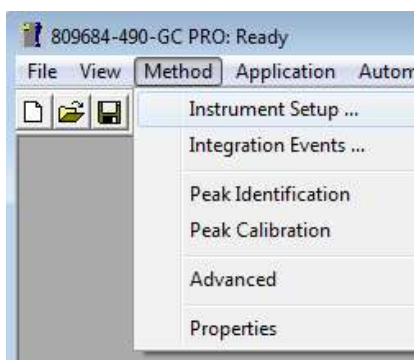 809684-490-GC PRO: Ready
File View Method Application Autom
Instrument Setup ...
Integration Events ...
Peak Identification
Peak Calibration
Advanced
Properties